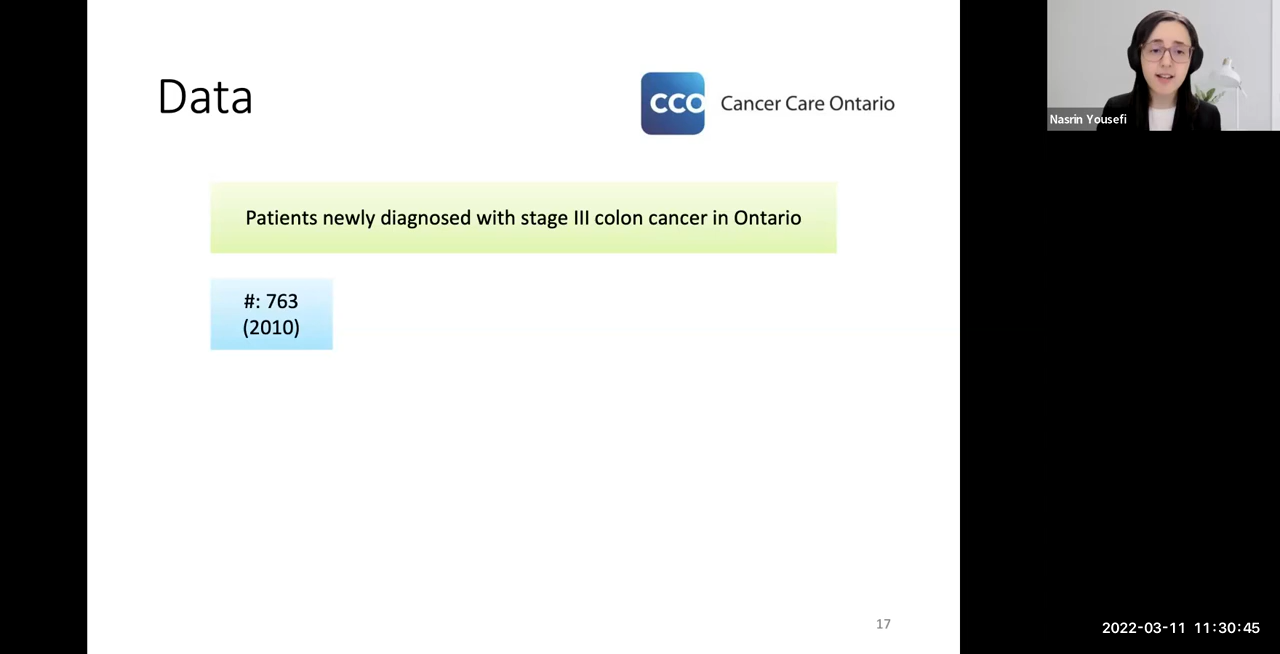 Data
CCO Cancer Care Ontario
Patients newly diagnosed with stage III colon cancer in Ontario
#: 763
(2010)
17
Nasrin Yousefi
2022-03-11 11:30:45